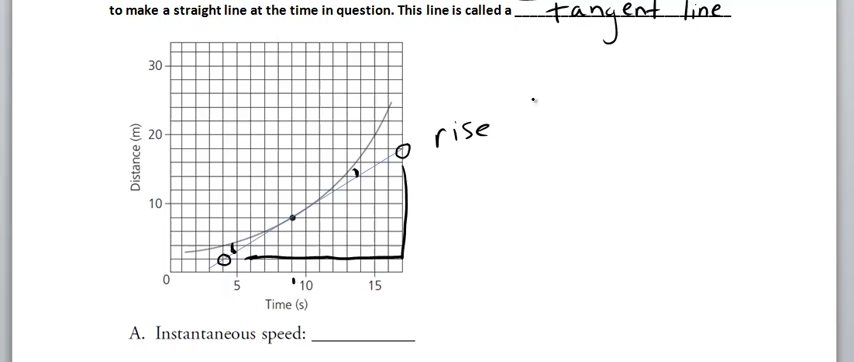 to make a straight line at the time in question. This line is called a tangent line
30
20
rise
Distance (m)
10
0
5
10
15
Time (s)
A. Instantaneous speed: ____________